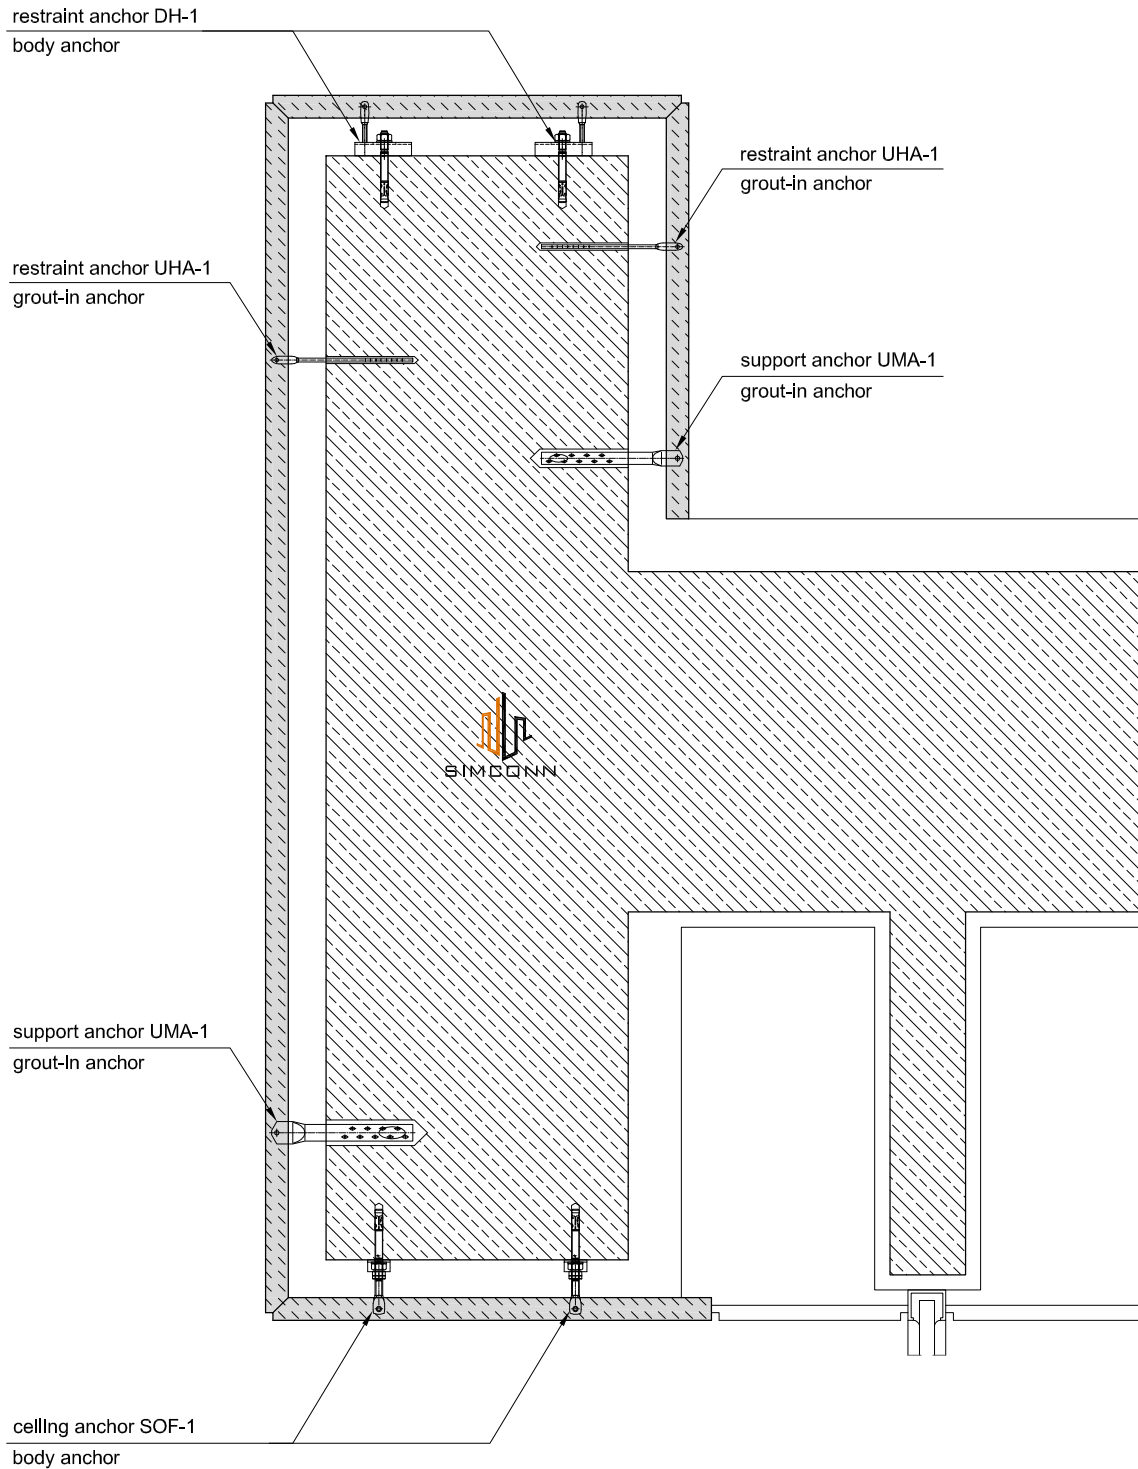 restraint anchor DH-1
body anchor
restraint anchor UHA-1
grout-in anchor
restraint anchor UHA-1
grout-in anchor
support anchor UMA-1
grout-in anchor
SIMCONN
support anchor UMA-1
grout-in anchor
ceiling anchor SOF-1
body anchor